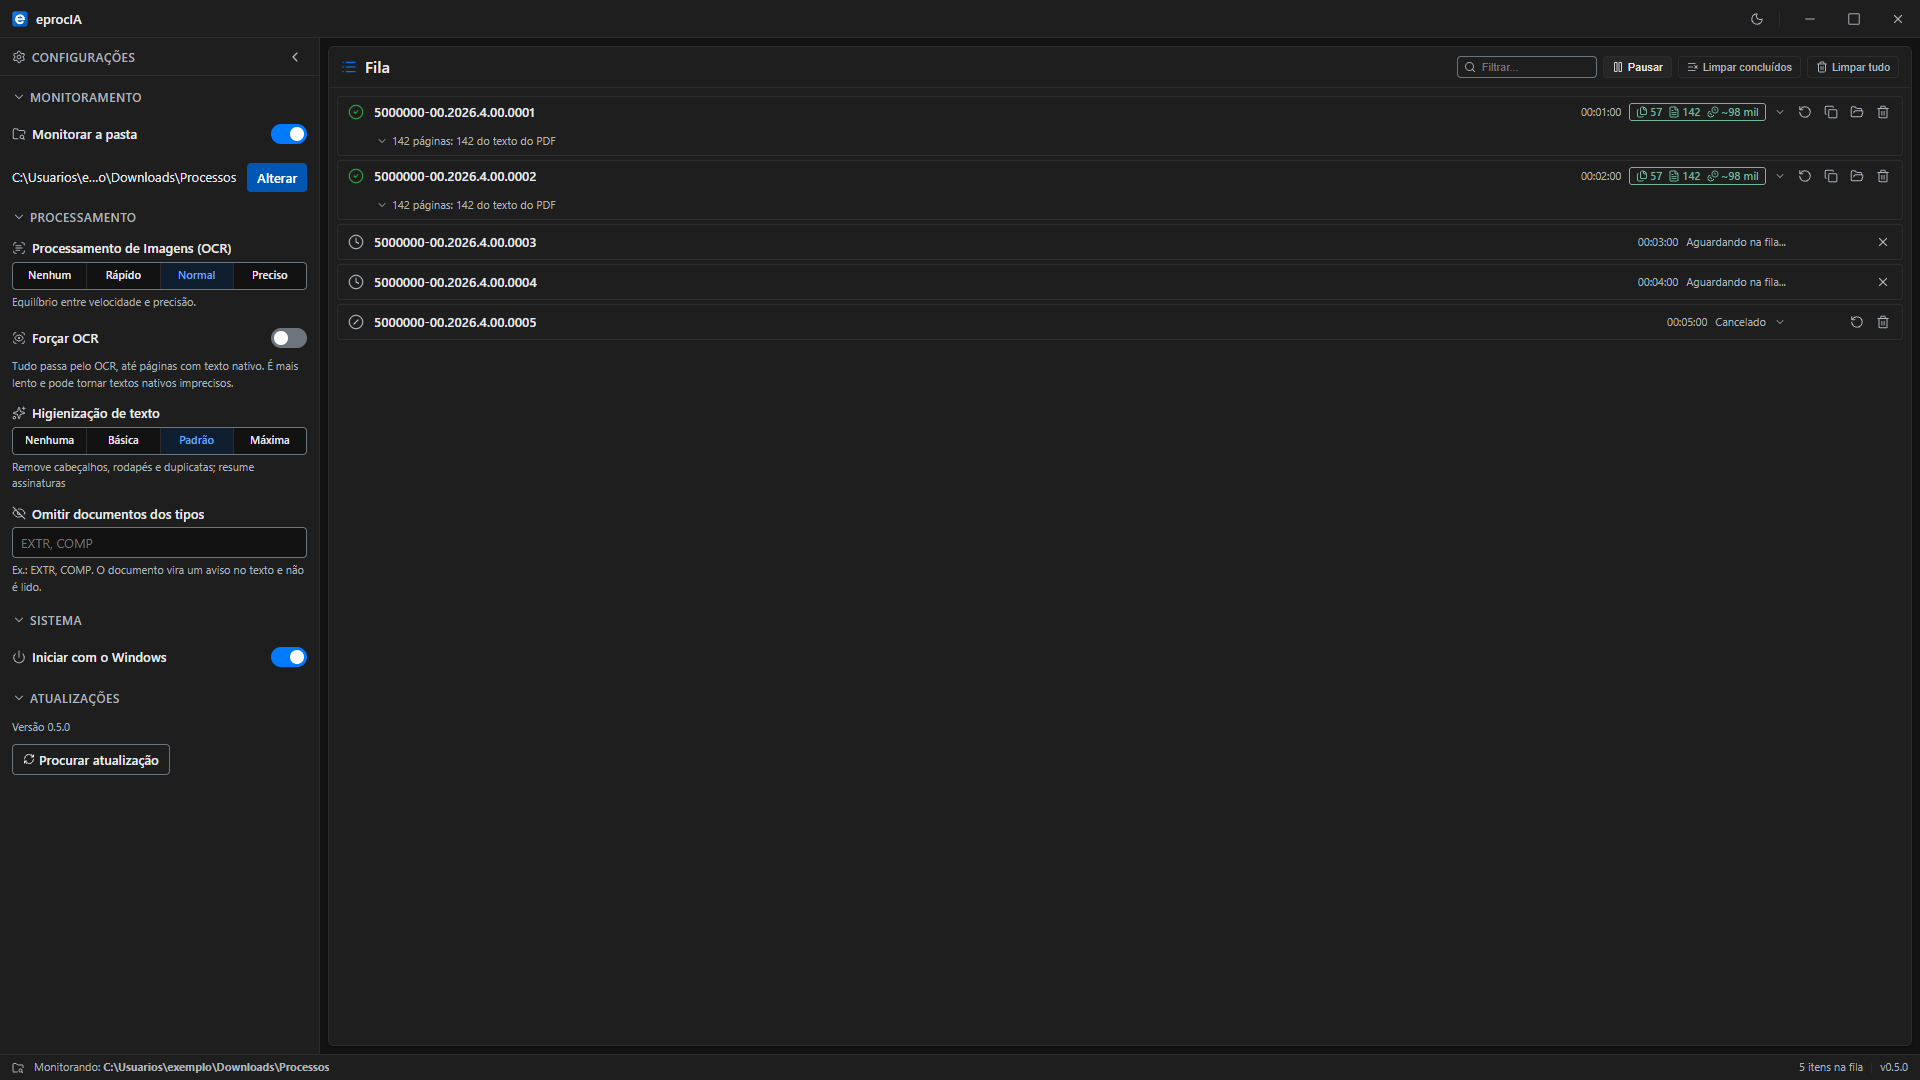 eprocIA
CONFIGURAÇÕES
MONITORAMENTO
Monitorar a pasta
C:\Usuarios\e...o\Downloads\Processos
Alterar
PROCESSAMENTO
Processamento de Imagens (OCR)
Nenhum Rápido Normal Preciso
Equilíbrio entre velocidade e precisão.
Forçar OCR
Tudo passa pelo OCR, até páginas com texto nativo. É mais
lento e pode tornar textos nativos imprecisos.
Higienização de texto
Nenhuma Básica Padrão Máxima
Remove cabeçalhos, rodapés e duplicatas; resume
assinaturas
Omitir documentos dos tipos
EXTR, COMP
Ex.: EXTR, COMP. O documento vira um aviso no texto e não
é lido.
SISTEMA
Iniciar com o Windows
ATUALIZAÇÕES
Versão 0.5.0
Procurar atualização
Fila
Filtrar... Pausar Limpar concluídos Limpar tudo
5000000-00.2026.4.00.0001 00:01:00 57 142 ~98 mil
142 páginas: 142 do texto do PDF
5000000-00.2026.4.00.0002 00:02:00 57 142 ~98 mil
142 páginas: 142 do texto do PDF
5000000-00.2026.4.00.0003 00:03:00 Aguardando na fila...
5000000-00.2026.4.00.0004 00:04:00 Aguardando na fila...
5000000-00.2026.4.00.0005 00:05:00 Cancelado
Monitorando: C:\Usuarios\exemplo\Downloads\Processos
5 itens na fila v0.5.0